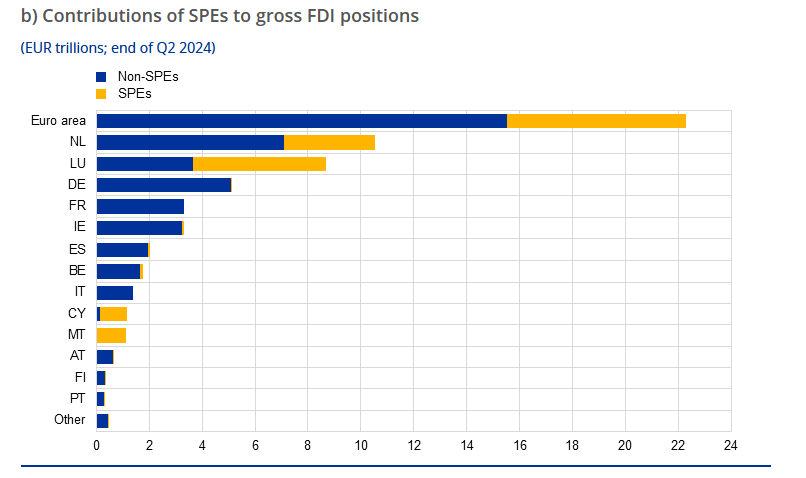 b) Contributions of SPEs to gross FDI positions
(EUR trillions; end of Q2 2024)
Non-SPEs
SPEs
Euro area
NL
LU
DE
FR
IE
ES
BE
IT
CY
MT
AT
FI
PT
Other
0 2 4 6 8 10 12 14 16 18 20 22 24